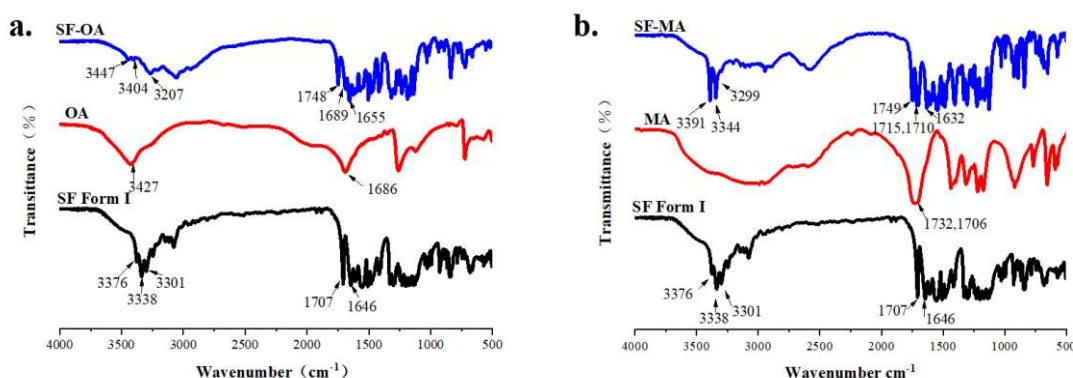 a.
SF-OA
3447
3404
3207
1748
1689
1655
OA
3427
1686
SF Form I
3376
3338
3301
1707
1646
Transmittance (%)
4000 3500 3000 2500 2000 1500 1000 500
Wavenumber (cm⁻¹)
b.
SF-MA
3391
3344
3299
1749
1715,1710
1632
MA
1732,1706
SF Form I
3376
3338
3301
1707
1646
Transmittance (%)
4000 3500 3000 2500 2000 1500 1000 500
Wavenumber cm⁻¹